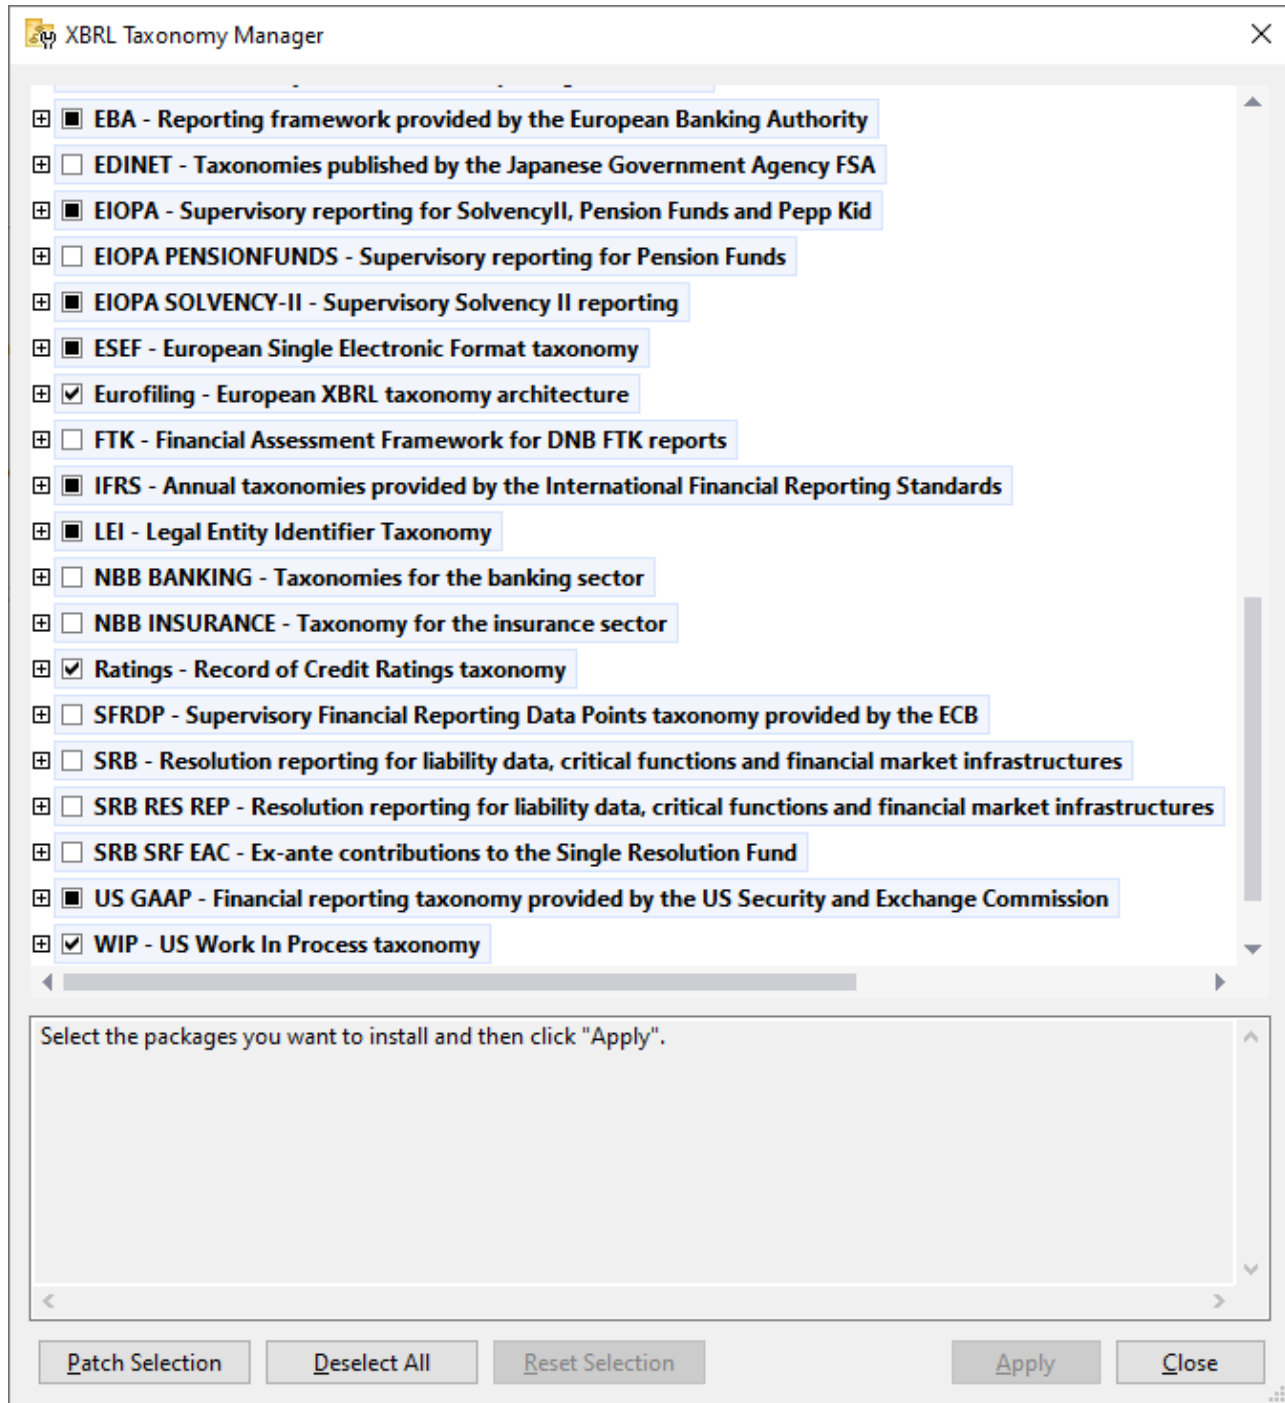 XBRL Taxonomy Manager
EBA - Reporting framework provided by the European Banking Authority
EDINET - Taxonomies published by the Japanese Government Agency FSA
EIOPA - Supervisory reporting for SolvencyII, Pension Funds and Pepp Kid
EIOPA PENSIONFUNDS - Supervisory reporting for Pension Funds
EIOPA SOLVENCY-II - Supervisory Solvency II reporting
ESEF - European Single Electronic Format taxonomy
Eurofiling - European XBRL taxonomy architecture
FTK - Financial Assessment Framework for DNB FTK reports
IFRS - Annual taxonomies provided by the International Financial Reporting Standards
LEI - Legal Entity Identifier Taxonomy
NBB BANKING - Taxonomies for the banking sector
NBB INSURANCE - Taxonomy for the insurance sector
Ratings - Record of Credit Ratings taxonomy
SFRDP - Supervisory Financial Reporting Data Points taxonomy provided by the ECB
SRB - Resolution reporting for liability data, critical functions and financial market infrastructures
SRB RES REP - Resolution reporting for liability data, critical functions and financial market infrastructures
SRB SRF EAC - Ex-ante contributions to the Single Resolution Fund
US GAAP - Financial reporting taxonomy provided by the US Security and Exchange Commission
WIP - US Work In Process taxonomy
Select the packages you want to install and then click "Apply".
Patch Selection Deselect All Reset Selection Apply Close